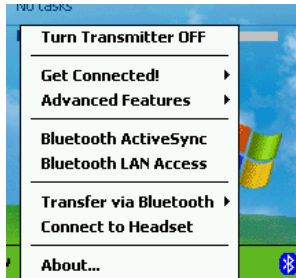 No tasks
Turn Transmitter OFF
Get Connected!
Advanced Features
Bluetooth ActiveSync
Bluetooth LAN Access
Transfer via Bluetooth
Connect to Headset
About...